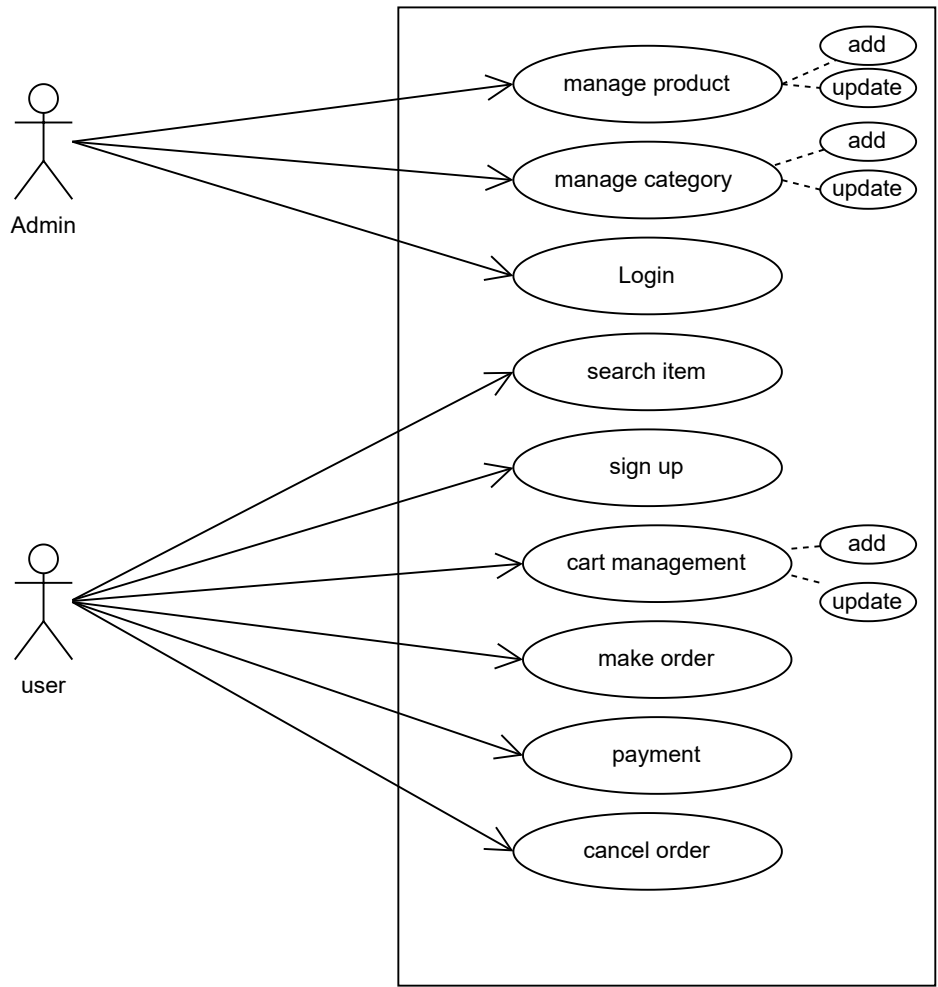 manage product
add
update
Admin
manage category
add
update
Login
search item
sign up
user
cart management
add
update
make order
payment
cancel order